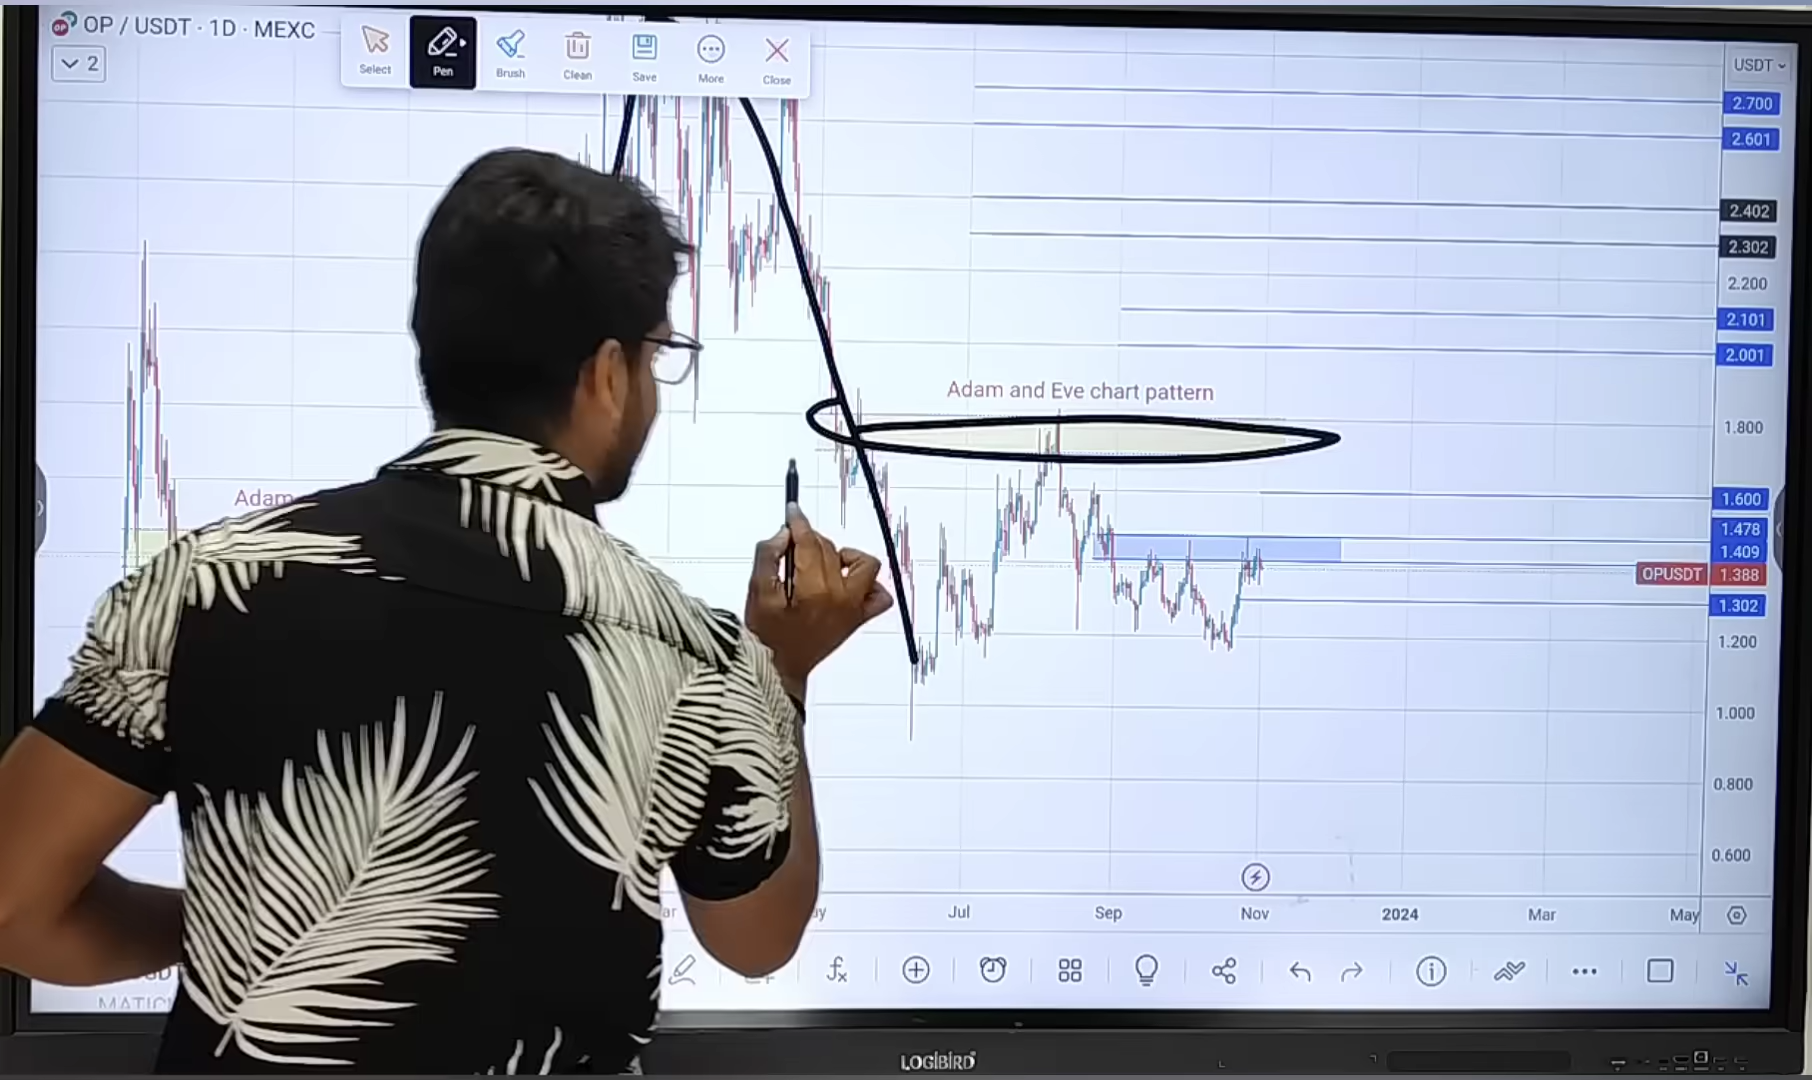 OP / USDT · 1D · MEXC
2
Select
Pen
Brush
Clean
Save
More
Close
USDT
2.700
2.601
2.402
2.302
2.200
2.101
2.001
Adam and Eve chart pattern
1.800
Adam
1.600
1.478
1.409
OPUSDT 1.388
1.302
1.200
1.000
0.800
0.600
Jul
Sep
Nov
2024
Mar
May
LOGIBIRD